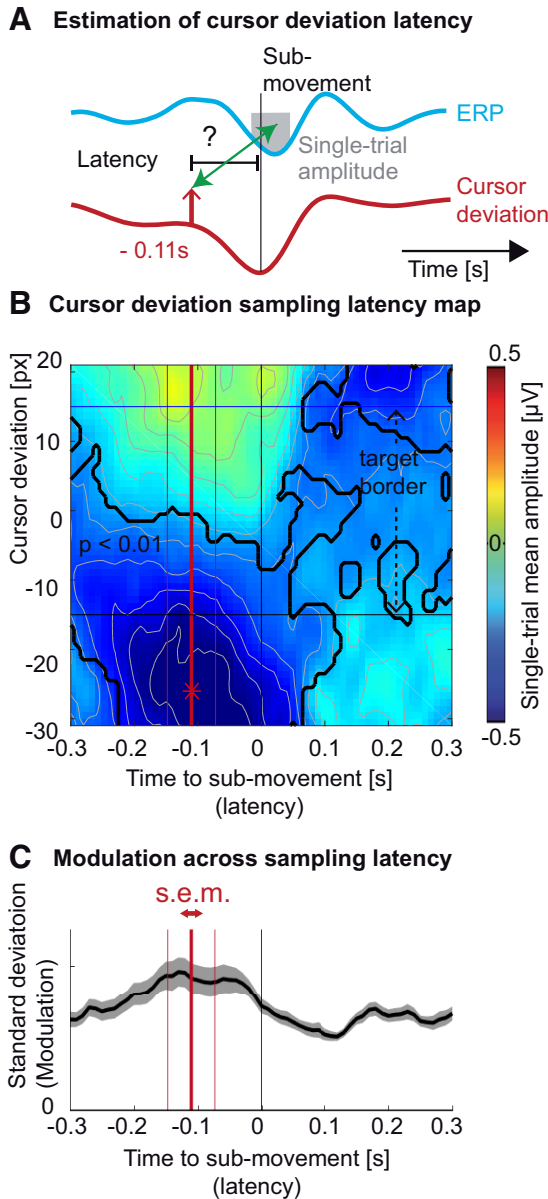 A Estimation of cursor deviation latency
Sub-
movement
ERP
?
Latency
Single-trial
amplitude
Cursor
deviation
- 0.11s
Time [s]
B Cursor deviation sampling latency map
Cursor deviation [px]
20
10
0
-10
-20
-30
target
border
p < 0.01
-0.3 -0.2 -0.1 0 0.1 0.2 0.3
Time to sub-movement [s]
(latency)
0.5
0
-0.5
Single-trial mean amplitude [µV]
C Modulation across sampling latency
s.e.m.
Standard deviatoion
(Modulation)
0
-0.3 -0.2 -0.1 0 0.1 0.2 0.3
Time to sub-movement [s]
(latency)